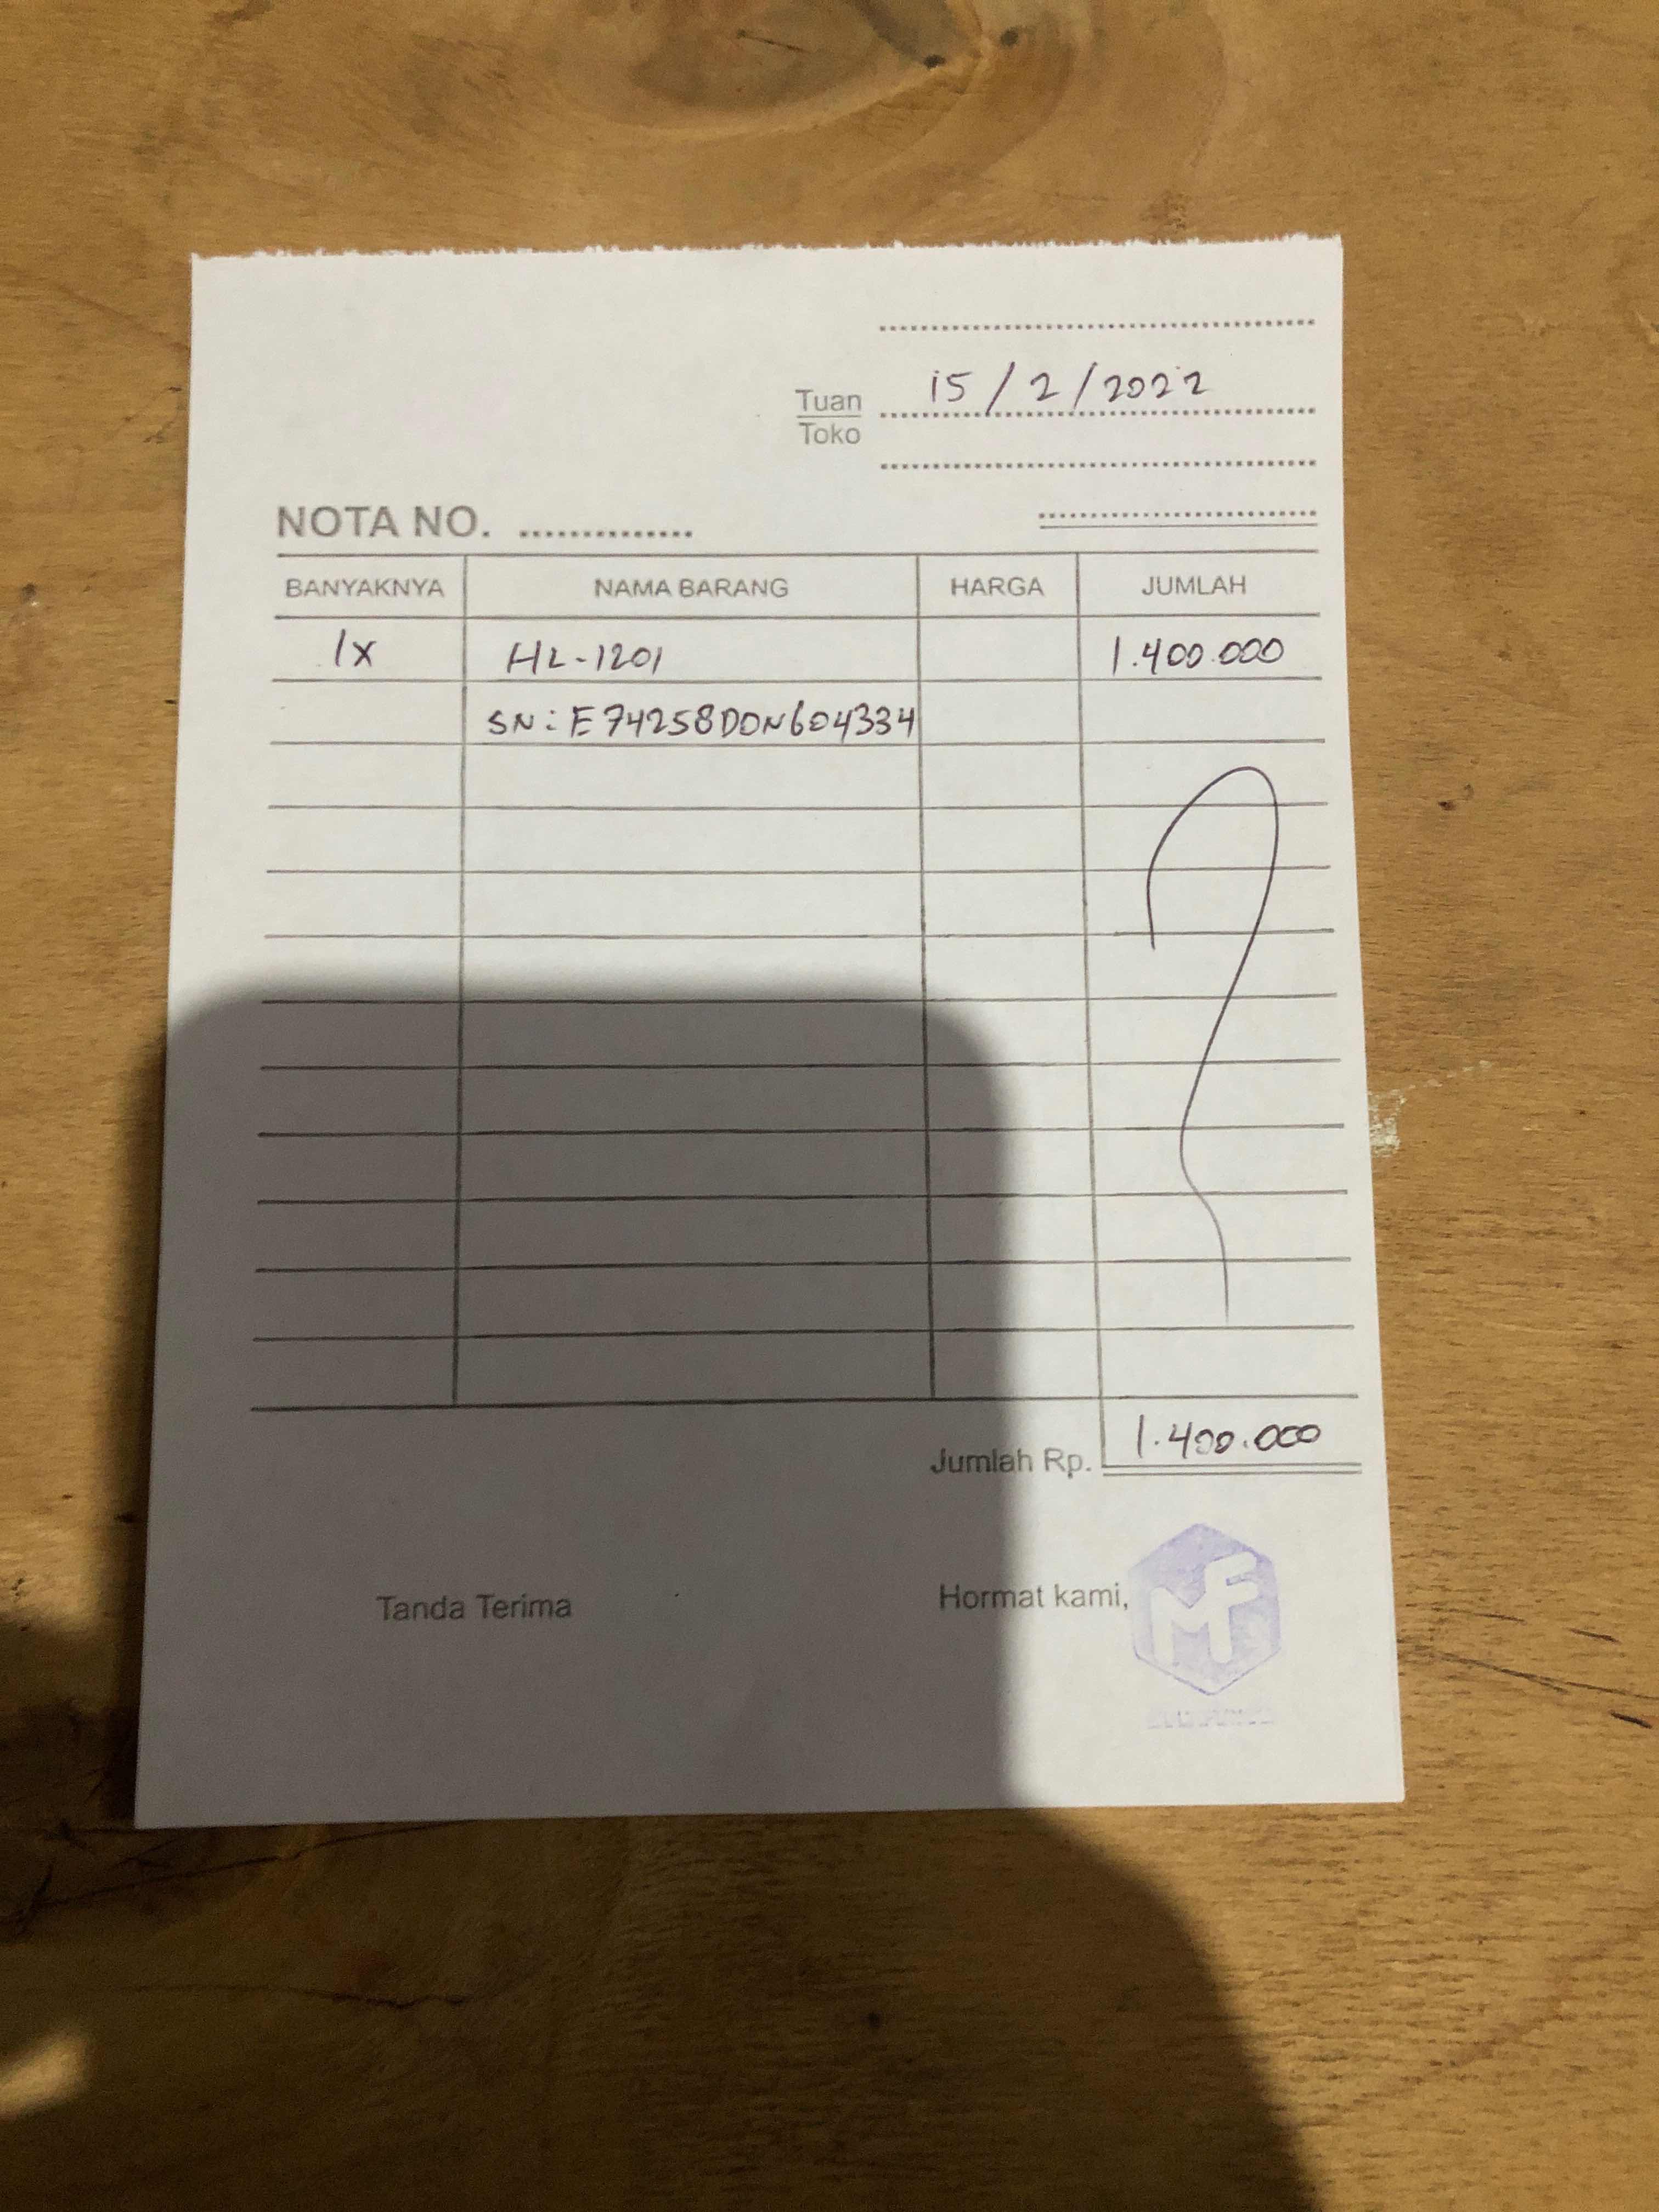 15/2/2022
Tuan
Toko
NOTA NO. ..............
BANYAKNYA NAMA BARANG HARGA JUMLAH
1x HL-1201 1.400.000
SN: E74258D0N604334
Jumlah Rp. 1.400.000
Tanda Terima Hormat kami,
MF